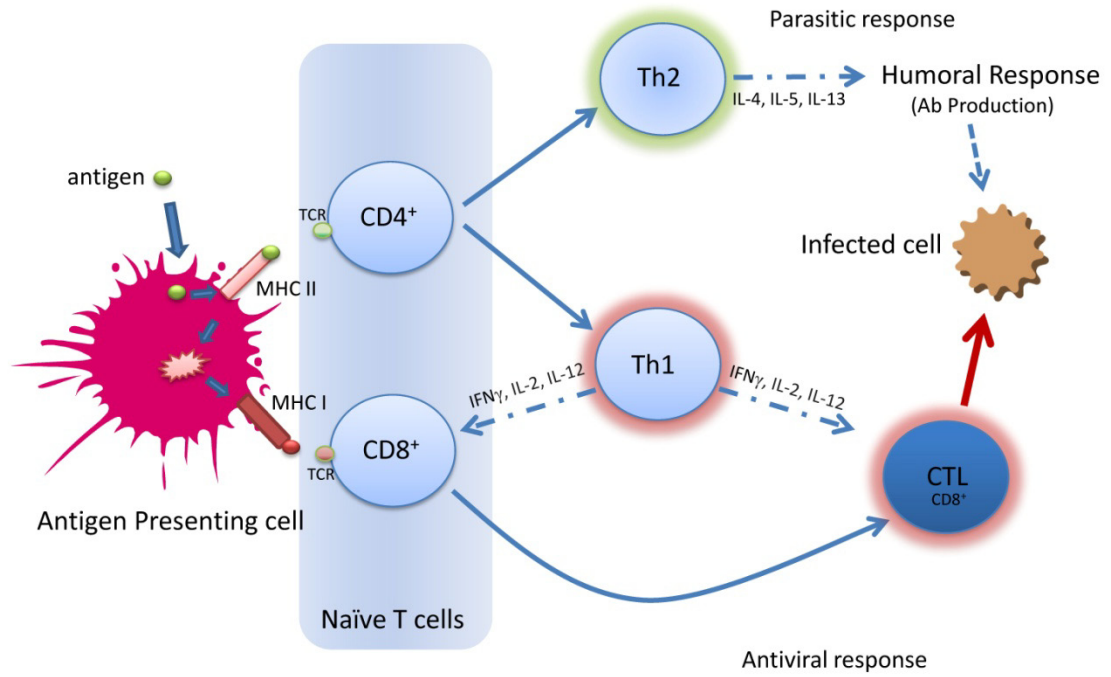 Parasitic response
Th2
IL-4, IL-5, IL-13
Humoral Response
(Ab Production)
antigen
TCR
CD4⁺
MHC II
Infected cell
Th1
IFNγ, IL-2, IL-12
IFNγ, IL-2, IL-12
MHC I
TCR
CD8⁺
CTL
CD8⁺
Antigen Presenting cell
Naïve T cells
Antiviral response